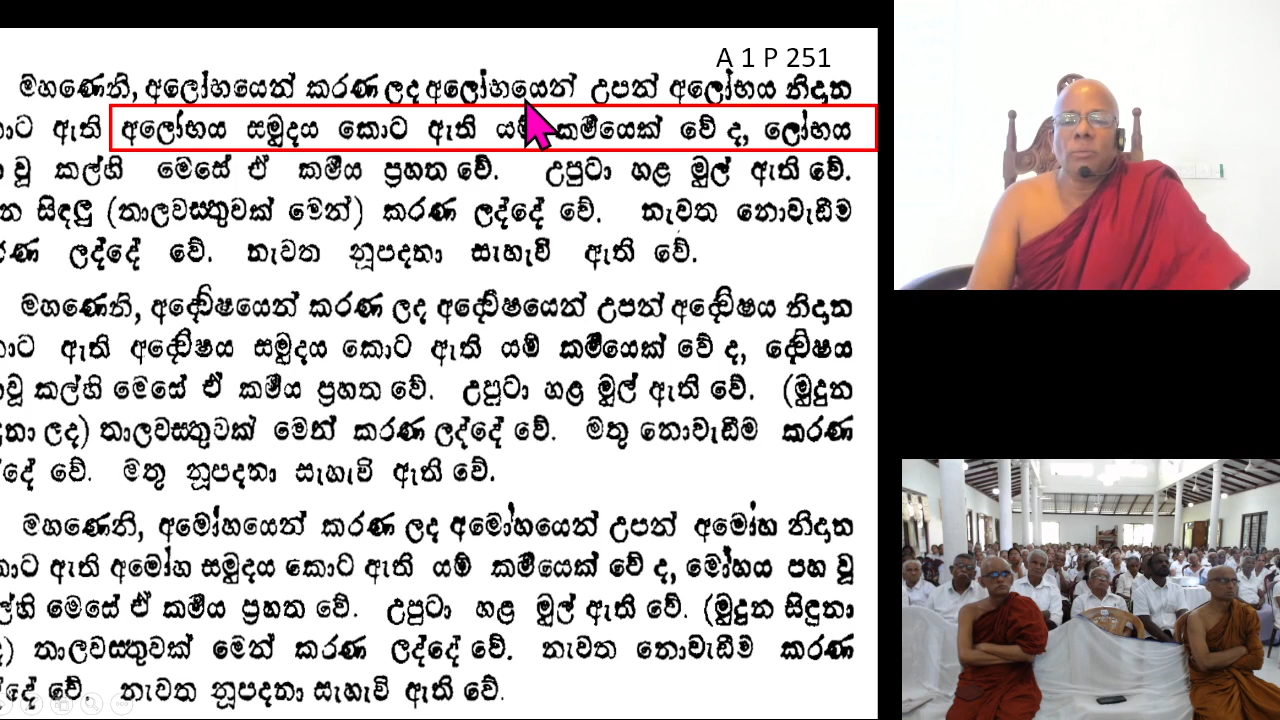 A 1 P 251
මහණෙනි, අලෝභයෙන් කරණ ලද අලෝභයෙන් උපන් අලෝභය නිදාන
කොට ඇති අලෝභය සමුදය කොට ඇති යම් කර්මයෙක් වේ ද, ලෝභය
වූ කල්හි මෙසේ ඒ කර්මය ප්‍රහත වේ. උපුටා හළ මුල් ඇති වේ.
සිඳලු (තාලවස්තුවක් මෙන්) කරණ ලද්දේ වේ. නැවත නොවැඩීම
ලද්දේ වේ. නැවත නූපදනා සැහැවි ඇති වේ.
මහණෙනි, අද්වේෂයෙන් කරණ ලද අද්වේෂයෙන් උපන් අද්වේෂය නිදාන
කොට ඇති අද්වේෂය සමුදය කොට ඇති යම් කර්මයෙක් වේ ද, ද්වේෂය
වූ කල්හි මෙසේ ඒ කර්මය ප්‍රහත වේ. උපුටා හළ මුල් ඇති වේ. (මුදුන
ලද) තාලවස්තුවක් මෙන් කරණ ලද්දේ වේ. මතු නොවැඩීම කරණ
වේ. මතු නූපදනා සැහැවි ඇති වේ.
මහණෙනි, අමෝහයෙන් කරණ ලද අමෝහයෙන් උපන් අමෝහ නිදාන
කොට ඇති අමෝහ සමුදය කොට ඇති යම් කර්මයෙක් වේ ද, මෝහය පහ වූ
මෙසේ ඒ කර්මය ප්‍රහත වේ. උපුටා හළ මුල් ඇති වේ. (මුදුන සිඳුනා
තාලවස්තුවක් මෙන් කරණ ලද්දේ වේ. නැවත නොවැඩීම කරණ
වේ. නැවත නූපදනා සැහැවි ඇති වේ.